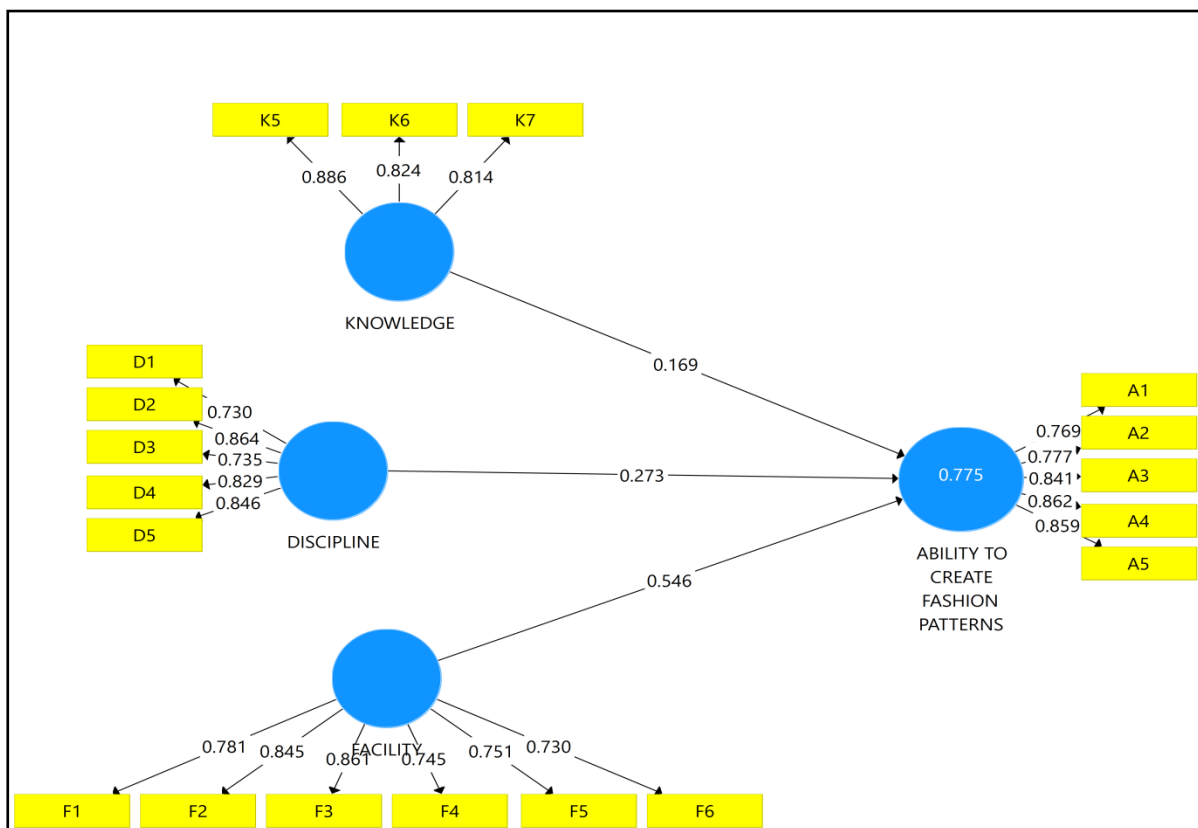 K5 K6 K7
0.886 0.824 0.814
KNOWLEDGE
0.169
D1
D2
D3
D4
D5
0.730
0.864
0.735
0.829
0.846
DISCIPLINE
0.273
0.775
ABILITY TO
CREATE
FASHION
PATTERNS
0.769
0.777
0.841
0.862
0.859
A1
A2
A3
A4
A5
0.546
FACILITY
0.781 0.845 0.861 0.745 0.751 0.730
F1 F2 F3 F4 F5 F6